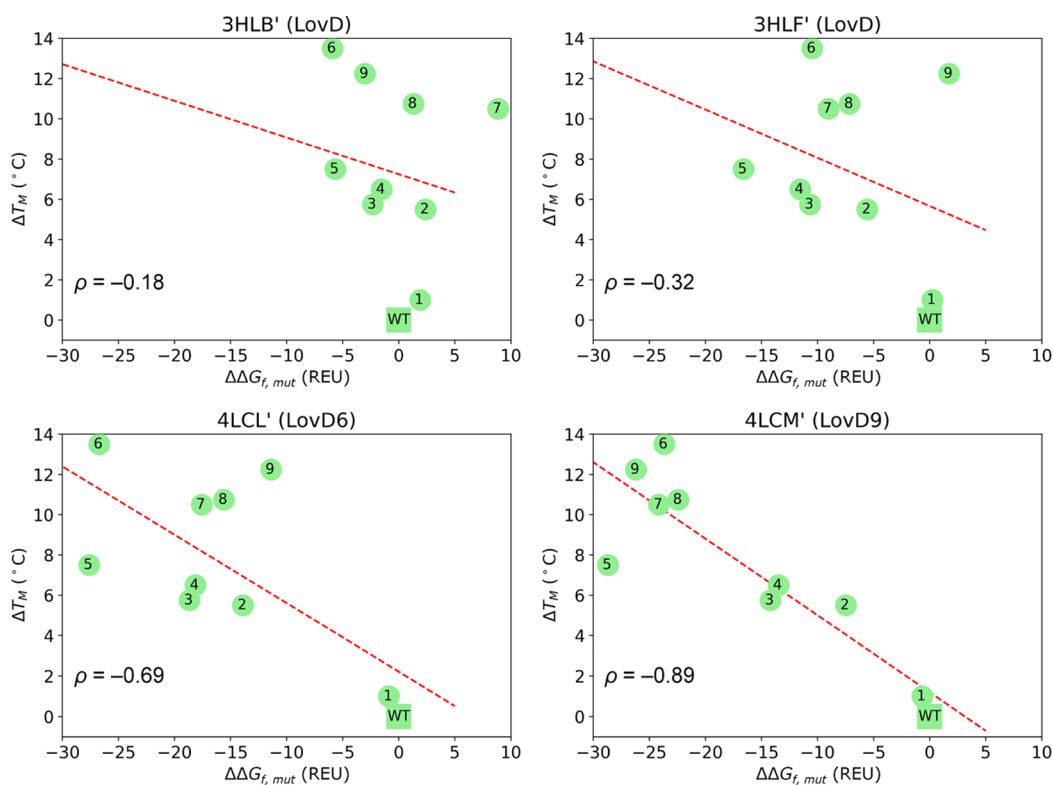 3HLB' (LovD)
14
12
10
8
6
4
2
0
ΔT_M (°C)
6
9
8
7
5
4
3
2
1
WT
ρ = –0.18
−30 −25 −20 −15 −10 −5 0 5 10
ΔΔG_f, mut (REU)
3HLF' (LovD)
14
12
10
8
6
4
2
0
ΔT_M (°C)
6
9
8
7
5
4
3
2
1
WT
ρ = –0.32
−30 −25 −20 −15 −10 −5 0 5 10
ΔΔG_f, mut (REU)
4LCL' (LovD6)
14
12
10
8
6
4
2
0
ΔT_M (°C)
6
9
8
7
5
4
3
2
1
WT
ρ = –0.69
−30 −25 −20 −15 −10 −5 0 5 10
ΔΔG_f, mut (REU)
4LCM' (LovD9)
14
12
10
8
6
4
2
0
ΔT_M (°C)
6
9
8
7
5
4
3
2
1
WT
ρ = –0.89
−30 −25 −20 −15 −10 −5 0 5 10
ΔΔG_f, mut (REU)